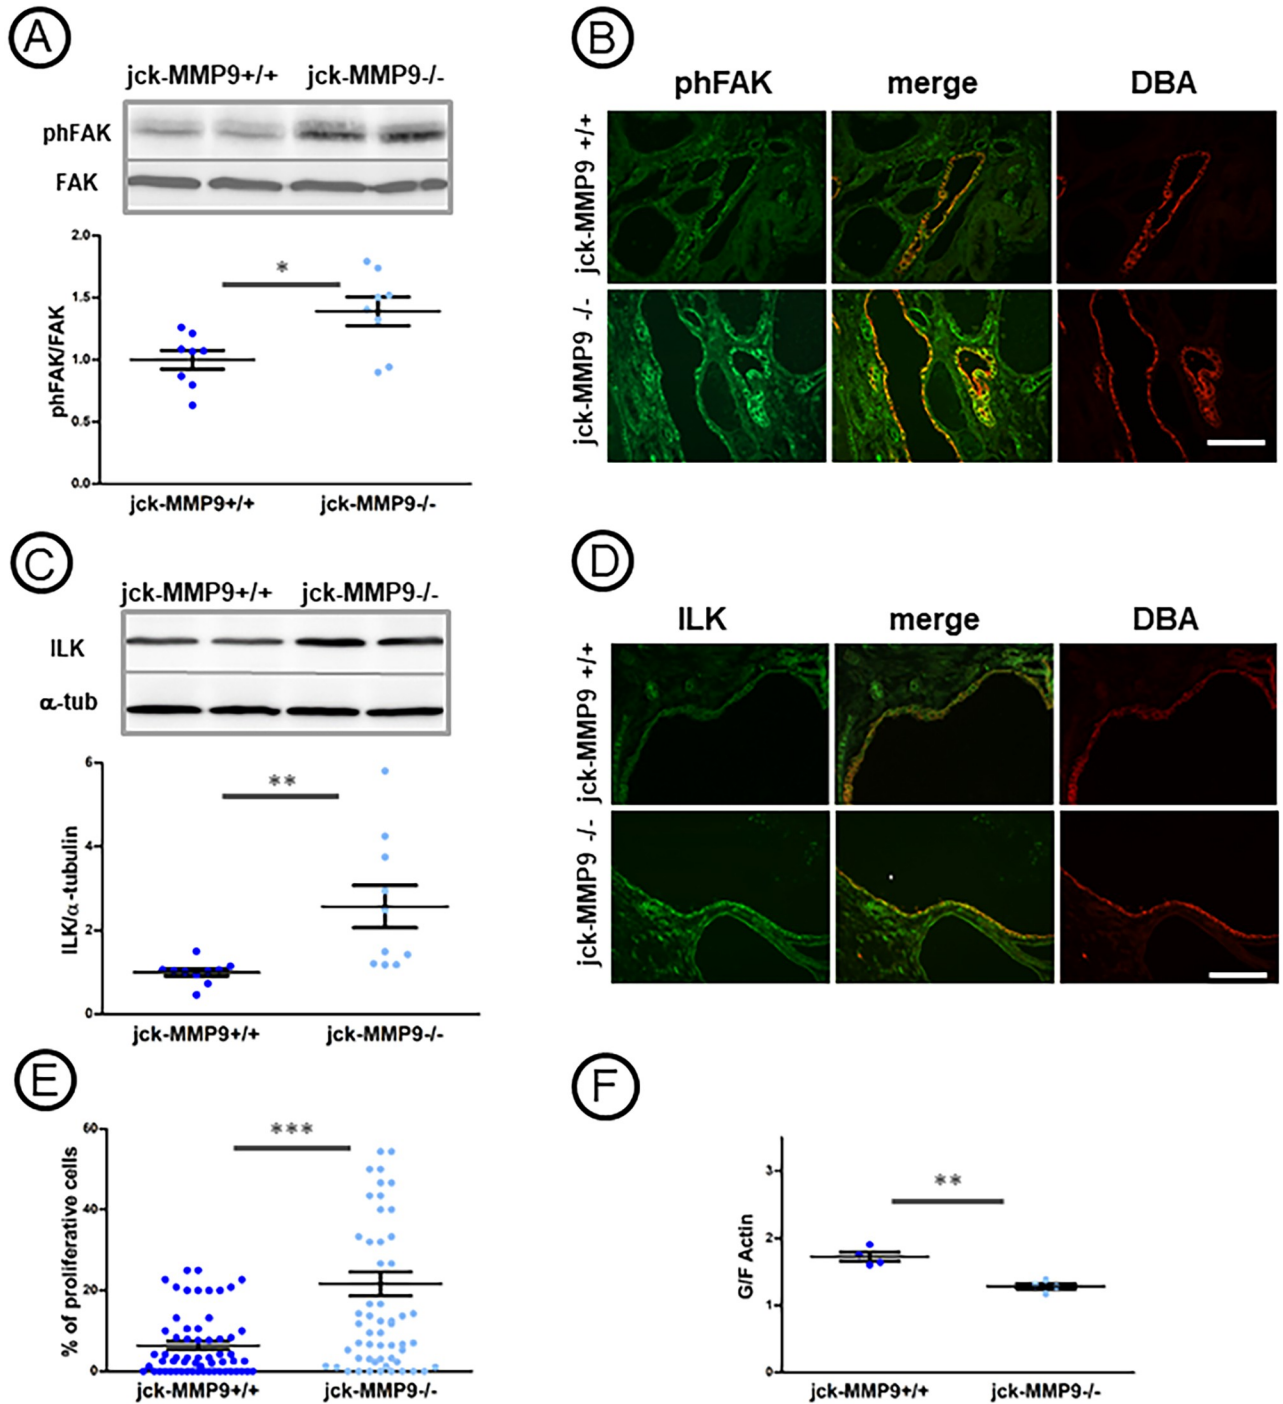 A
jck-MMP9+/+ jck-MMP9-/-
phFAK
FAK
2.0
1.5
1.0
0.5
0.0
phFAK/FAK
*
jck-MMP9+/+ jck-MMP9-/-
B
phFAK merge DBA
jck-MMP9 +/+
jck-MMP9 -/-
C
jck-MMP9+/+ jck-MMP9-/-
ILK
α-tub
6
4
2
0
ILK/α-tubulin
**
jck-MMP9+/+ jck-MMP9-/-
D
ILK merge DBA
jck-MMP9 +/+
jck-MMP9 -/-
E
60
40
20
0
% of proliferative cells
***
jck-MMP9+/+ jck-MMP9-/-
F
3
2
1
0
G/F Actin
**
jck-MMP9+/+ jck-MMP9-/-